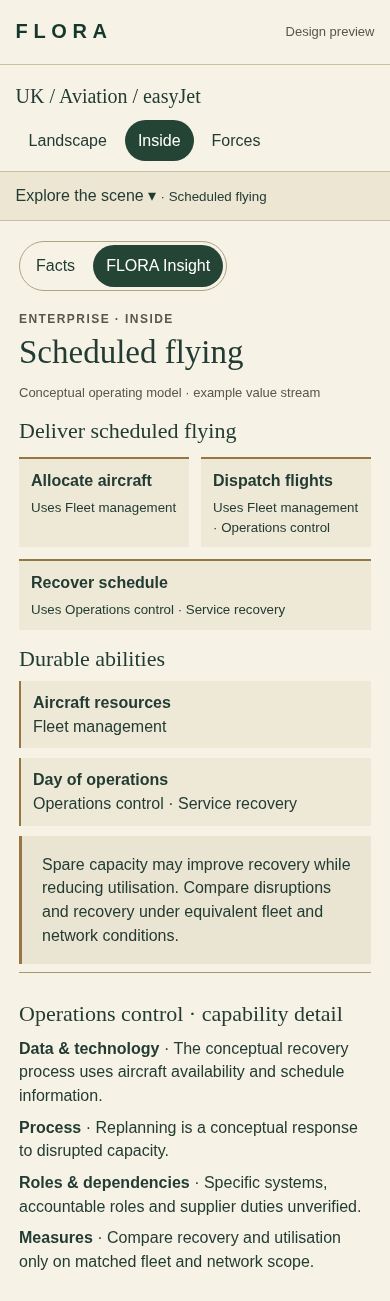 FLORA
Design preview
UK / Aviation / easyJet
Landscape
Inside
Forces
Explore the scene ▾ · Scheduled flying
Facts
FLORA Insight
ENTERPRISE · INSIDE
Scheduled flying
Conceptual operating model · example value stream
Deliver scheduled flying
Allocate aircraft
Uses Fleet management
Dispatch flights
Uses Fleet management
· Operations control
Recover schedule
Uses Operations control · Service recovery
Durable abilities
Aircraft resources
Fleet management
Day of operations
Operations control · Service recovery
Spare capacity may improve recovery while
reducing utilisation. Compare disruptions
and recovery under equivalent fleet and
network conditions.
Operations control · capability detail
Data & technology · The conceptual recovery
process uses aircraft availability and schedule
information.
Process · Replanning is a conceptual response
to disrupted capacity.
Roles & dependencies · Specific systems,
accountable roles and supplier duties unverified.
Measures · Compare recovery and utilisation
only on matched fleet and network scope.